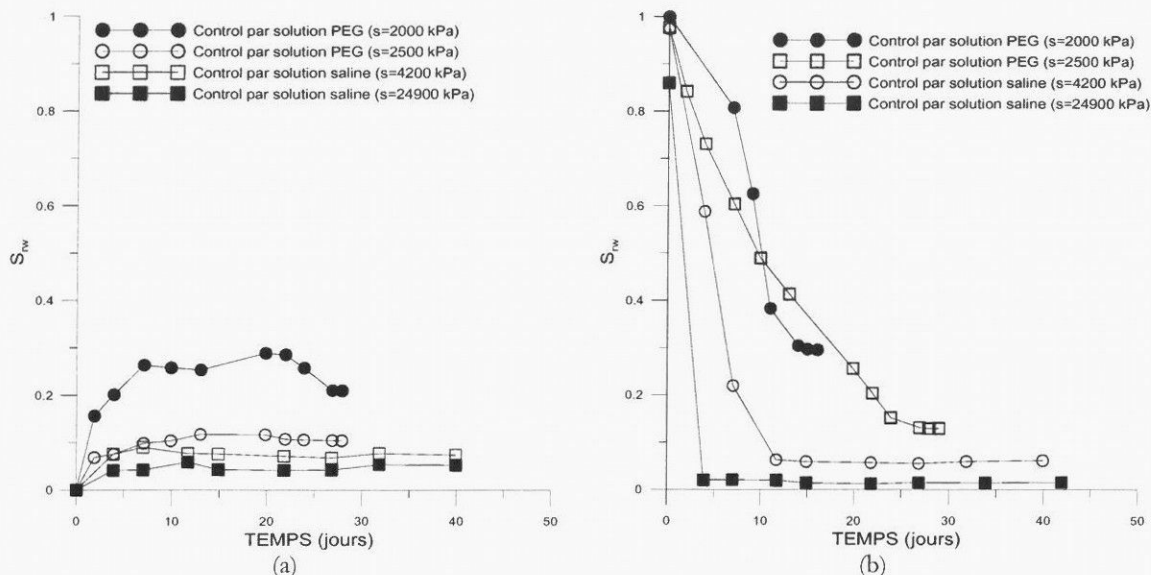 1
0.8
0.6
0.4
0.2
0
S_rw
0
10
20
30
40
50
TEMPS (jours)
(a)
Control par solution PEG (s=2000 kPa)
Control par solution PEG (s=2500 kPa)
Control par solution saline (s=4200 kPa)
Control par solution saline (s=24900 kPa)
1
0.8
0.6
0.4
0.2
0
S_rw
0
10
20
30
40
50
TEMPS (jours)
(b)
Control par solution PEG (s=2000 kPa)
Control par solution PEG (s=2500 kPa)
Control par solution saline (s=4200 kPa)
Control par solution saline (s=24900 kPa)